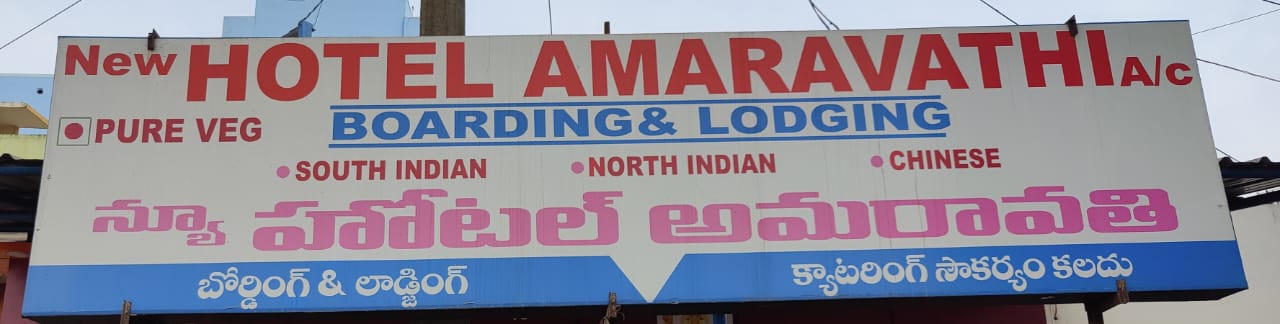 New HOTEL AMARAVATHI A/c
PURE VEG BOARDING& LODGING
SOUTH INDIAN NORTH INDIAN CHINESE
న్యూ హోటల్ అమరావతి
బోర్డింగ్ & లాడ్జింగ్ క్యాటరింగ్ సౌకర్యం కలదు